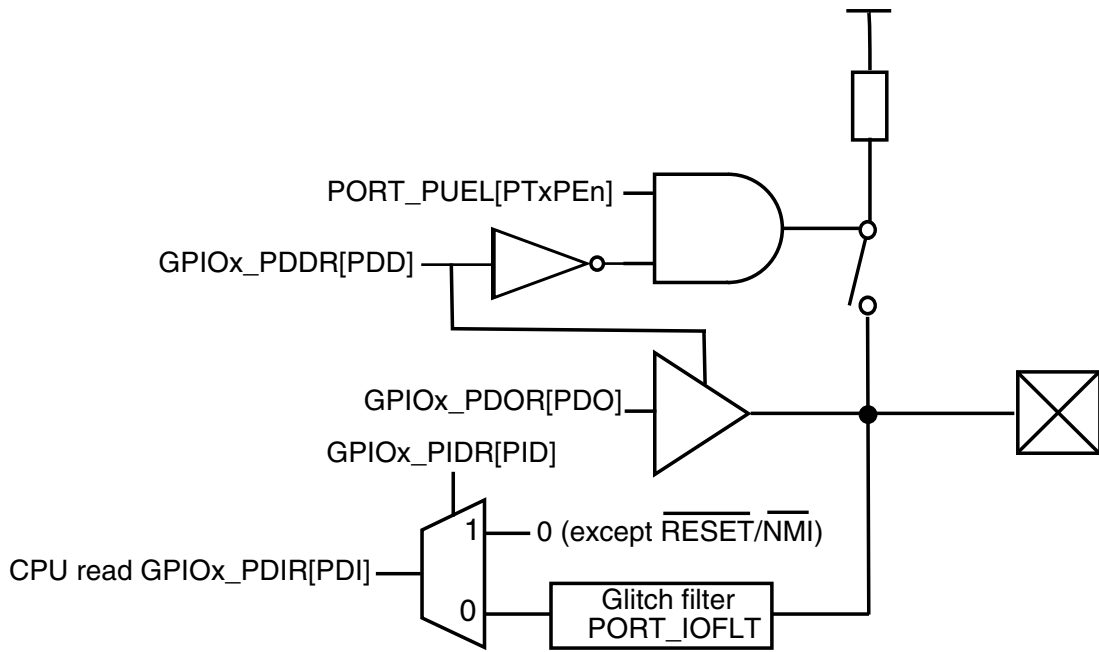 PORT_PUEL[PTxPEn]
GPIOx_PDDR[PDD]
GPIOx_PDOR[PDO]
GPIOx_PIDR[PID]
1
0 (except RESET/NMI)
CPU read GPIOx_PDIR[PDI]
0
Glitch filter
PORT_IOFLT